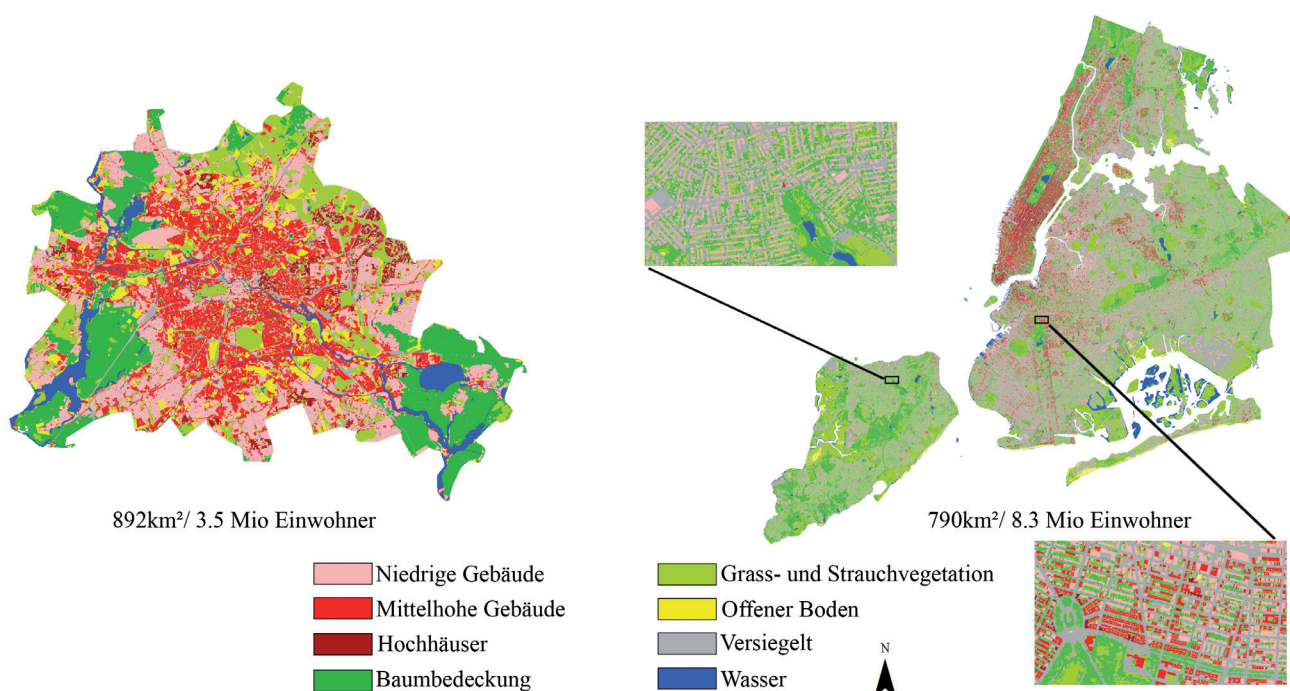 892km²/ 3.5 Mio Einwohner
790km²/ 8.3 Mio Einwohner
Niedrige Gebäude
Mittelhohe Gebäude
Hochhäuser
Baumbedeckung
Grass- und Strauchvegetation
Offener Boden
Versiegelt
Wasser
N